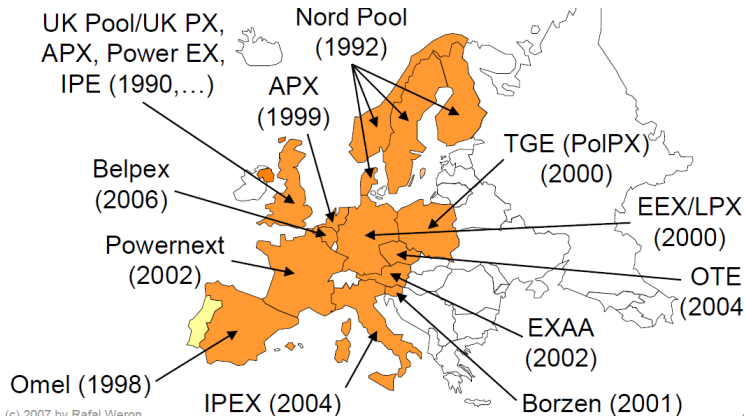 UK Pool/UK PX,
APX, Power EX,
IPE (1990,…)
Nord Pool
(1992)
APX
(1999)
TGE (PolPX)
(2000)
Belpex
(2006)
EEX/LPX
(2000)
Powernext
(2002)
OTE
(2004
EXAA
(2002)
Omel (1998)
IPEX (2004)
Borzen (2001)
(c) 2007 by Rafal Weron